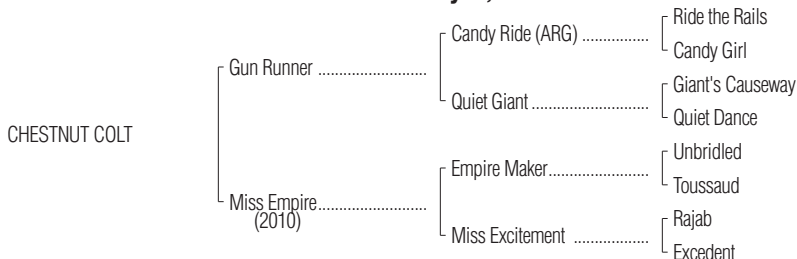 Ride the Rails
Candy Ride (ARG) ................
Candy Girl
Gun Runner ..........................
Giant's Causeway
Quiet Giant ............................
Quiet Dance
CHESTNUT COLT
Unbridled
Empire Maker........................
Toussaud
Miss Empire..........................
(2010)
Rajab
Miss Excitement ..................
Excedent